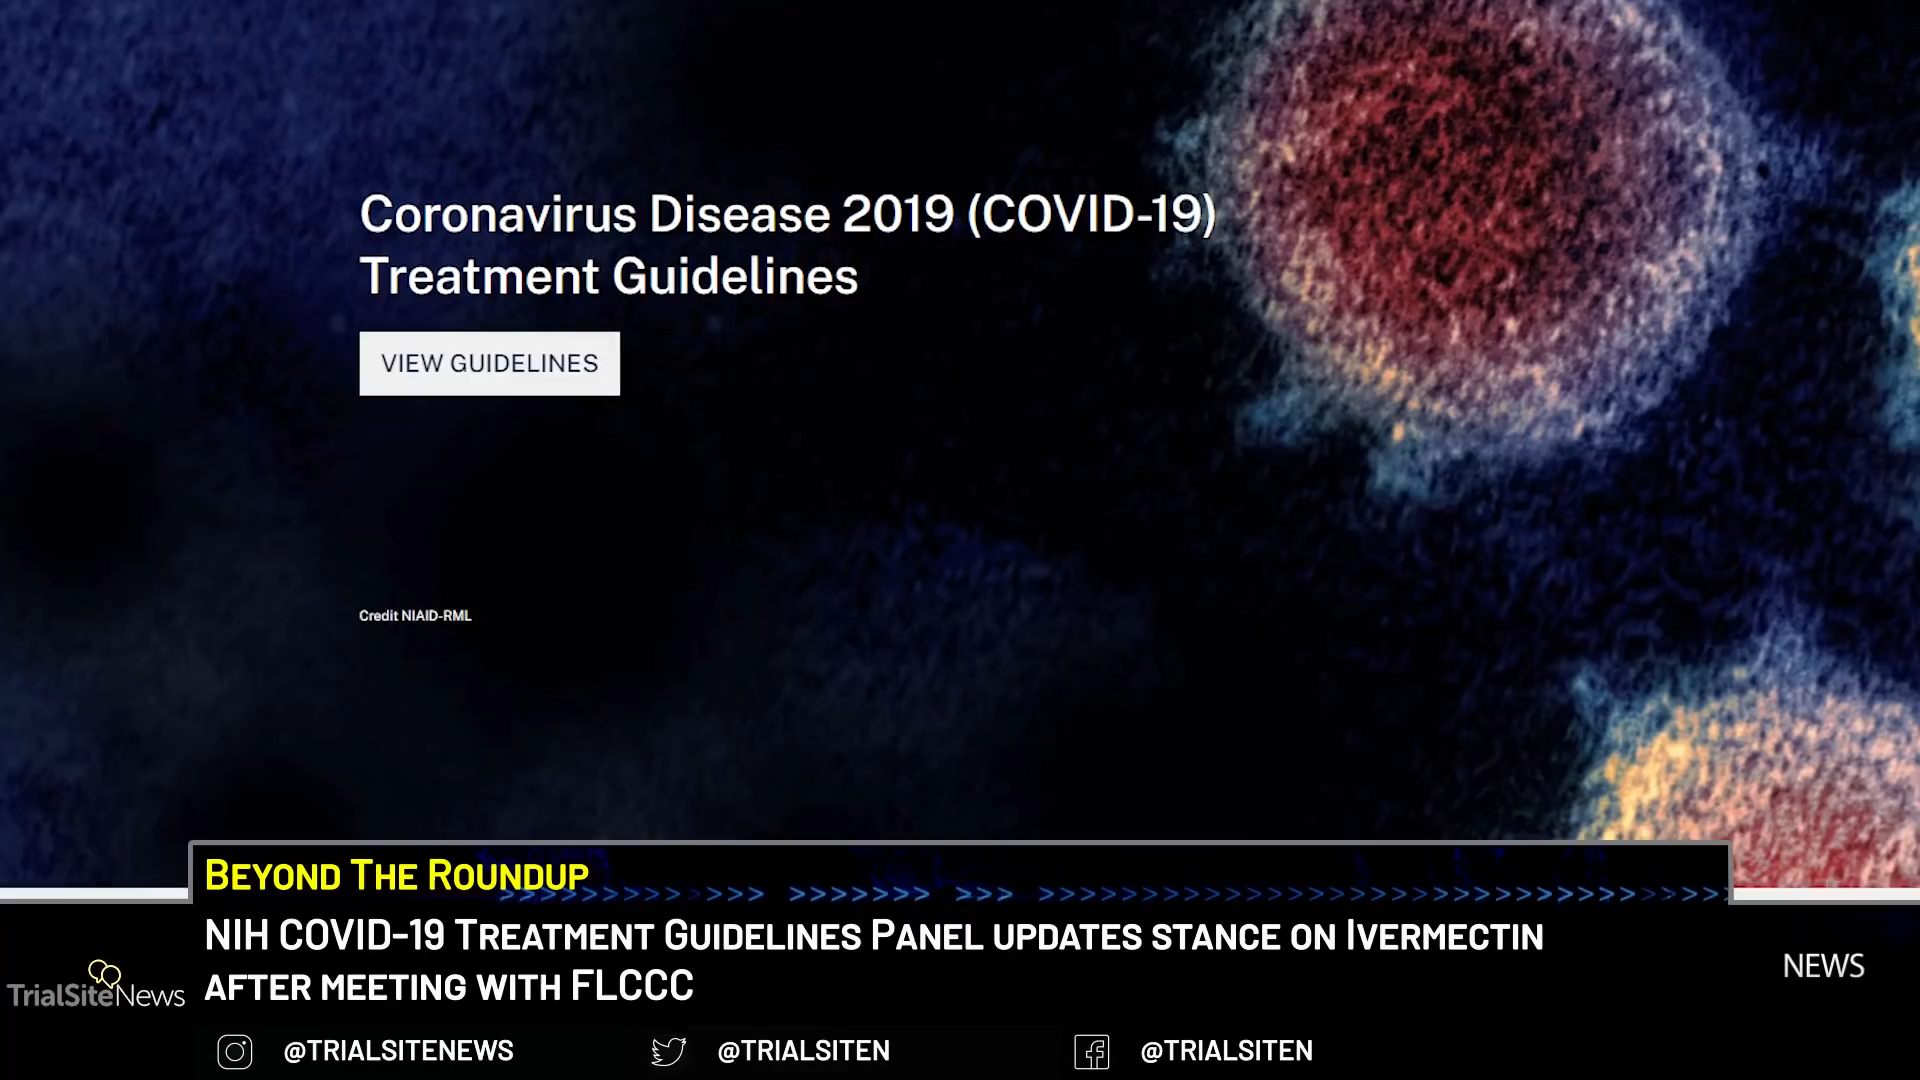 Coronavirus Disease 2019 (COVID-19)
Treatment Guidelines
VIEW GUIDELINES
Credit NIAID-RML
BEYOND THE ROUNDUP
NIH COVID-19 TREATMENT GUIDELINES PANEL UPDATES STANCE ON IVERMECTIN
AFTER MEETING WITH FLCCC
TrialSiteNews
NEWS
@TRIALSITENEWS
@TRIALSITEN
@TRIALSITEN